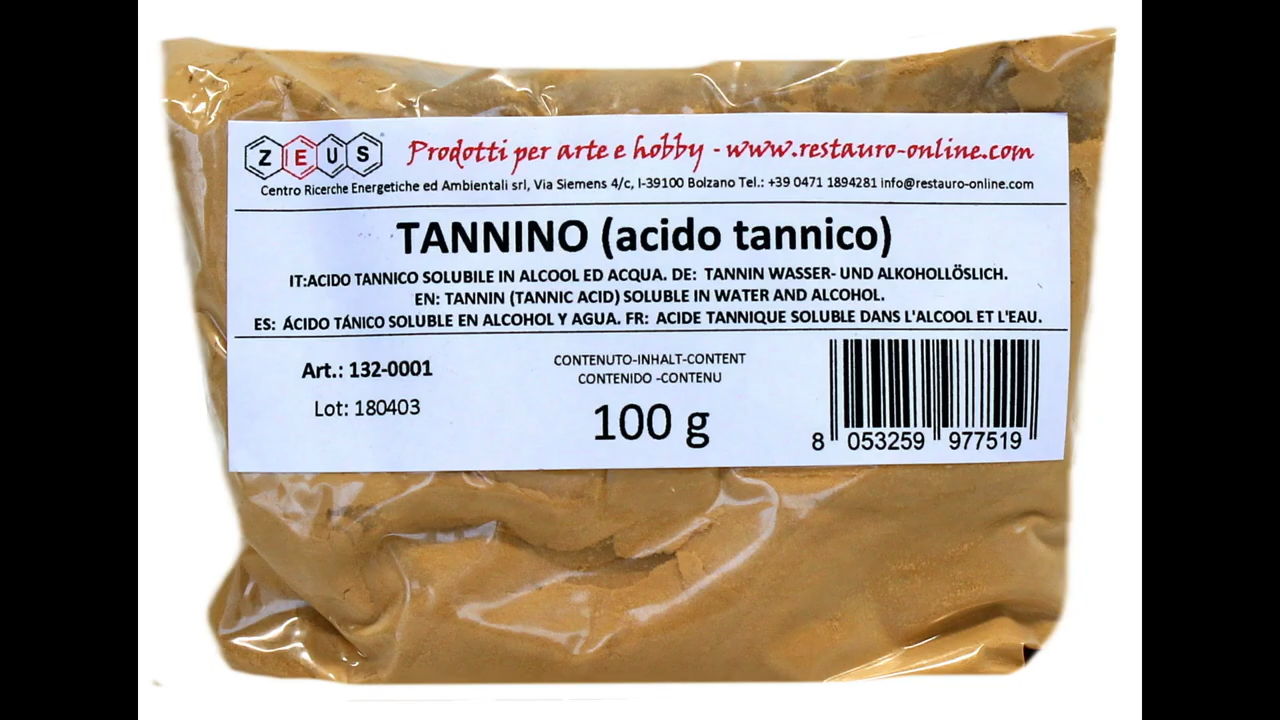 ZEUS Prodotti per arte e hobby - www.restauro-online.com
Centro Ricerche Energetiche ed Ambientali srl, Via Siemens 4/c, I-39100 Bolzano Tel.: +39 0471 1894281 info@restauro-online.com
TANNINO (acido tannico)
IT:ACIDO TANNICO SOLUBILE IN ALCOOL ED ACQUA. DE: TANNIN WASSER- UND ALKOHOLLÖSLICH.
EN: TANNIN (TANNIC ACID) SOLUBLE IN WATER AND ALCOHOL.
ES: ÁCIDO TÁNICO SOLUBLE EN ALCOHOL Y AGUA. FR: ACIDE TANNIQUE SOLUBLE DANS L'ALCOOL ET L'EAU.
Art.: 132-0001
Lot: 180403
CONTENUTO-INHALT-CONTENT
CONTENIDO -CONTENU
100 g
8 053259 977519